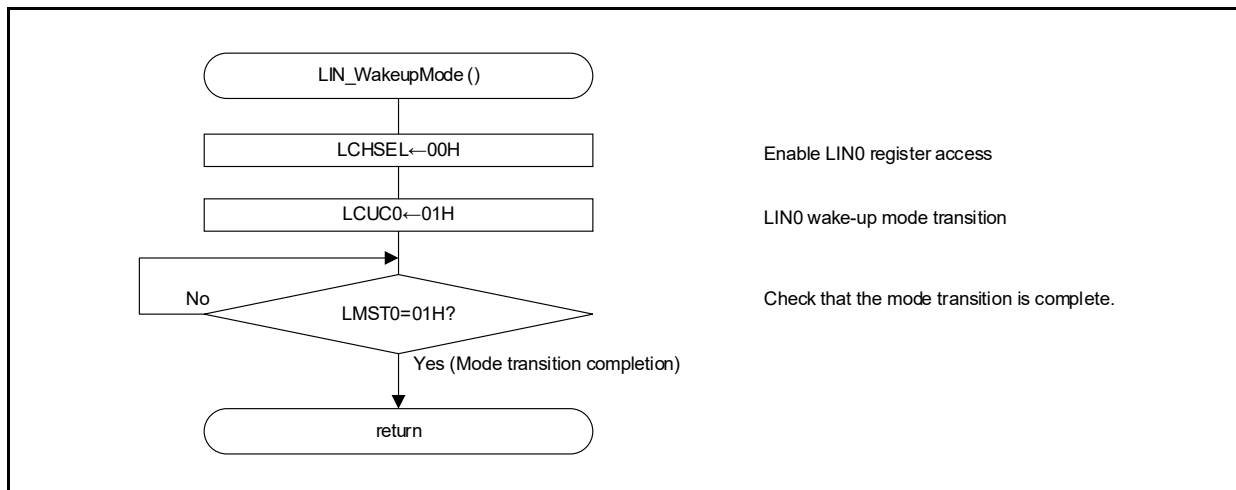 LIN_WakeupMode ()
LCHSEL←00H
Enable LIN0 register access
LCUC0←01H
LIN0 wake-up mode transition
No
LMST0=01H?
Check that the mode transition is complete.
Yes (Mode transition completion)
return